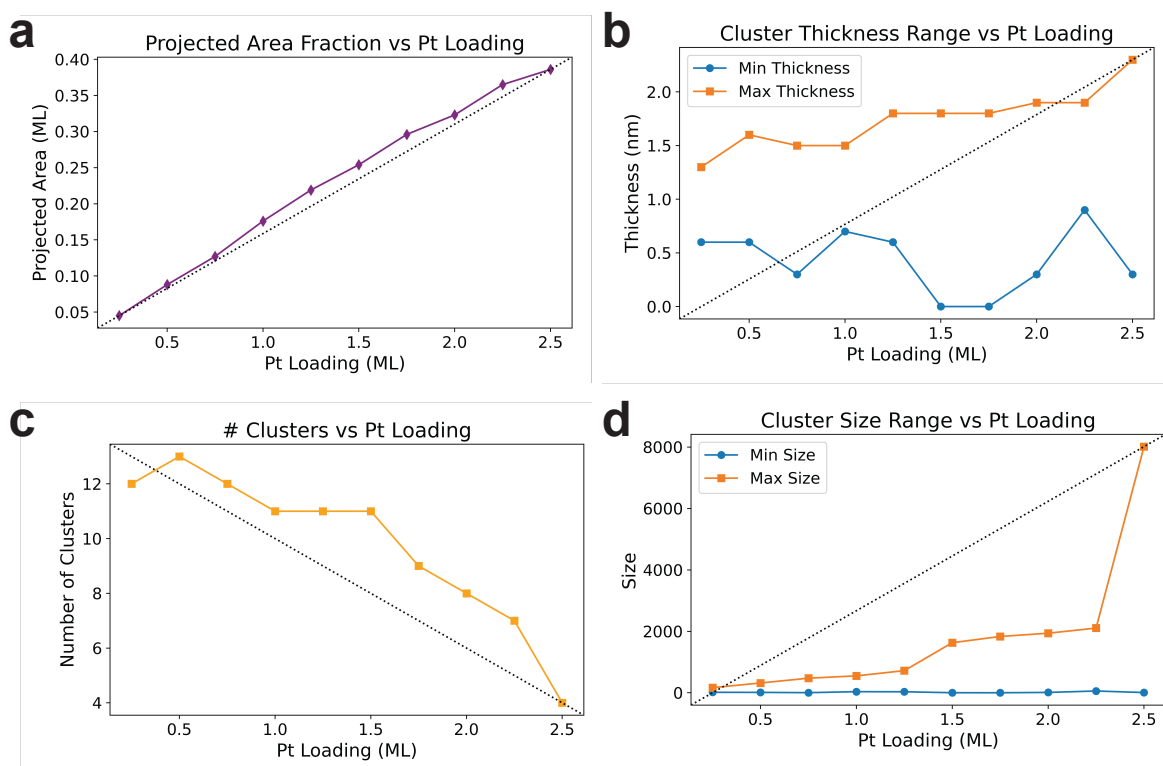 a
Projected Area Fraction vs Pt Loading
0.40
0.35
0.30
0.25
0.20
0.15
0.10
0.05
Projected Area (ML)
0.5 1.0 1.5 2.0 2.5
Pt Loading (ML)
b
Cluster Thickness Range vs Pt Loading
Min Thickness
Max Thickness
2.0
1.5
1.0
0.5
0.0
Thickness (nm)
0.5 1.0 1.5 2.0 2.5
Pt Loading (ML)
c
# Clusters vs Pt Loading
12
10
8
6
4
Number of Clusters
0.5 1.0 1.5 2.0 2.5
Pt Loading (ML)
d
Cluster Size Range vs Pt Loading
Min Size
Max Size
8000
6000
4000
2000
0
Size
0.5 1.0 1.5 2.0 2.5
Pt Loading (ML)